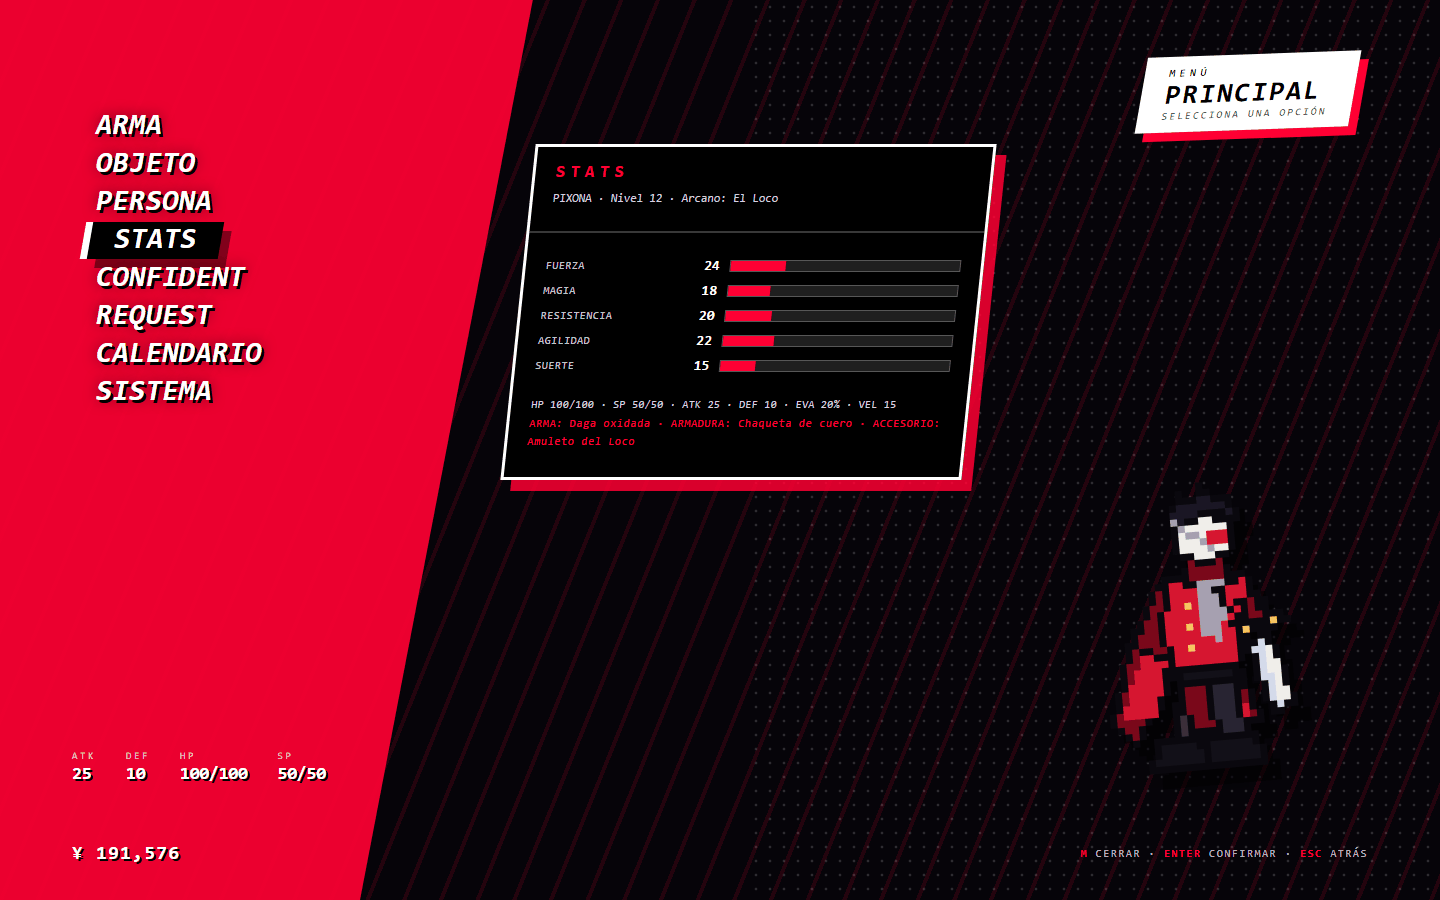 ARMA
OBJETO
PERSONA
STATS
CONFIDENT
REQUEST
CALENDARIO
SISTEMA
ATK DEF HP SP
25 10 100/100 50/50
¥ 191,576
STATS
PIXONA · Nivel 12 · Arcano: El Loco
FUERZA 24
MAGIA 18
RESISTENCIA 20
AGILIDAD 22
SUERTE 15
HP 100/100 · SP 50/50 · ATK 25 · DEF 10 · EVA 20% · VEL 15
ARMA: Daga oxidada · ARMADURA: Chaqueta de cuero · ACCESORIO:
Amuleto del Loco
MENÚ
PRINCIPAL
SELECCIONA UNA OPCIÓN
M CERRAR · ENTER CONFIRMAR · ESC ATRÁS